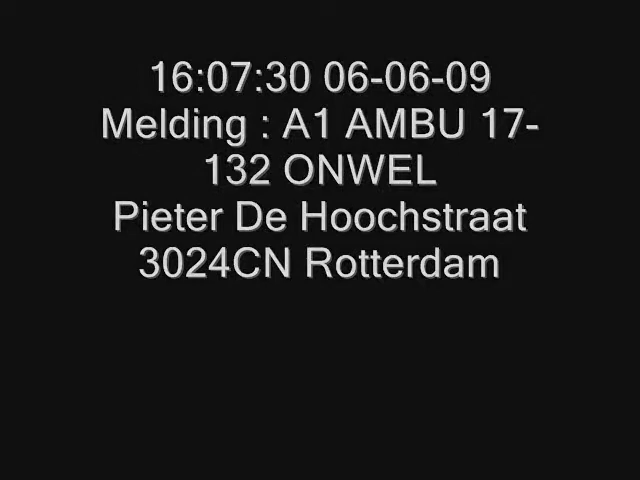 16:07:30 06-06-09
Melding : A1 AMBU 17-
132 ONWEL
Pieter De Hoochstraat
3024CN Rotterdam